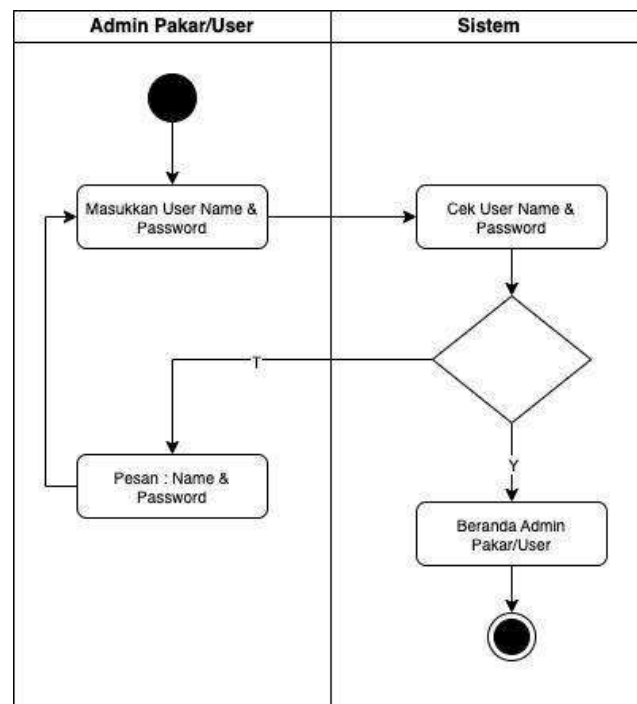 Admin Pakar/User
Sistem
Masukkan User Name &
Password
Cek User Name &
Password
T
Pesan : Name &
Password
Y
Beranda Admin
Pakar/User